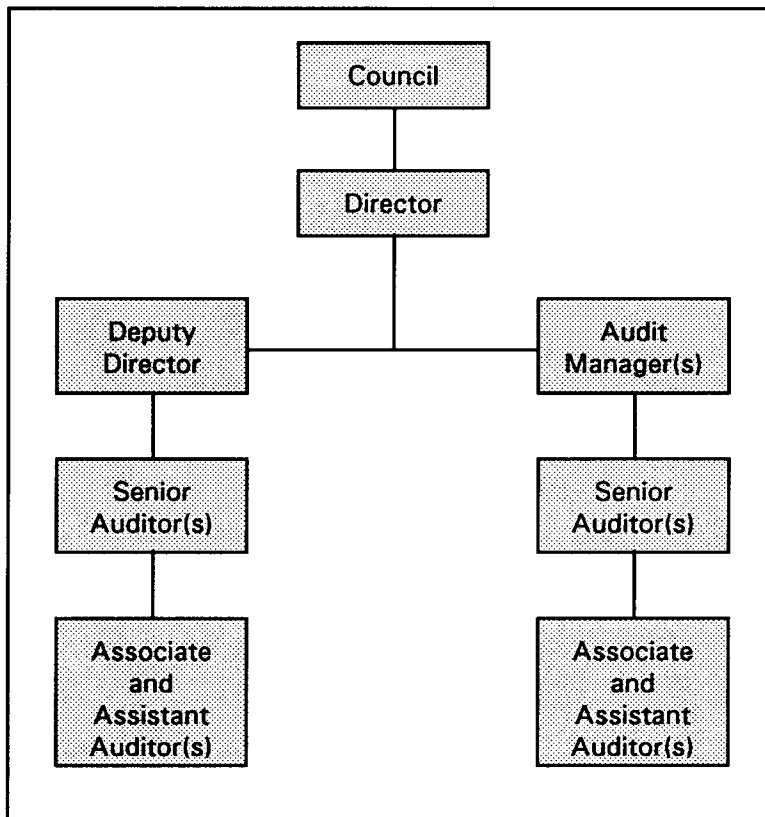 Council
Director
Deputy
Director
Audit
Manager(s)
Senior
Auditor(s)
Senior
Auditor(s)
Associate
and
Assistant
Auditor(s)
Associate
and
Assistant
Auditor(s)